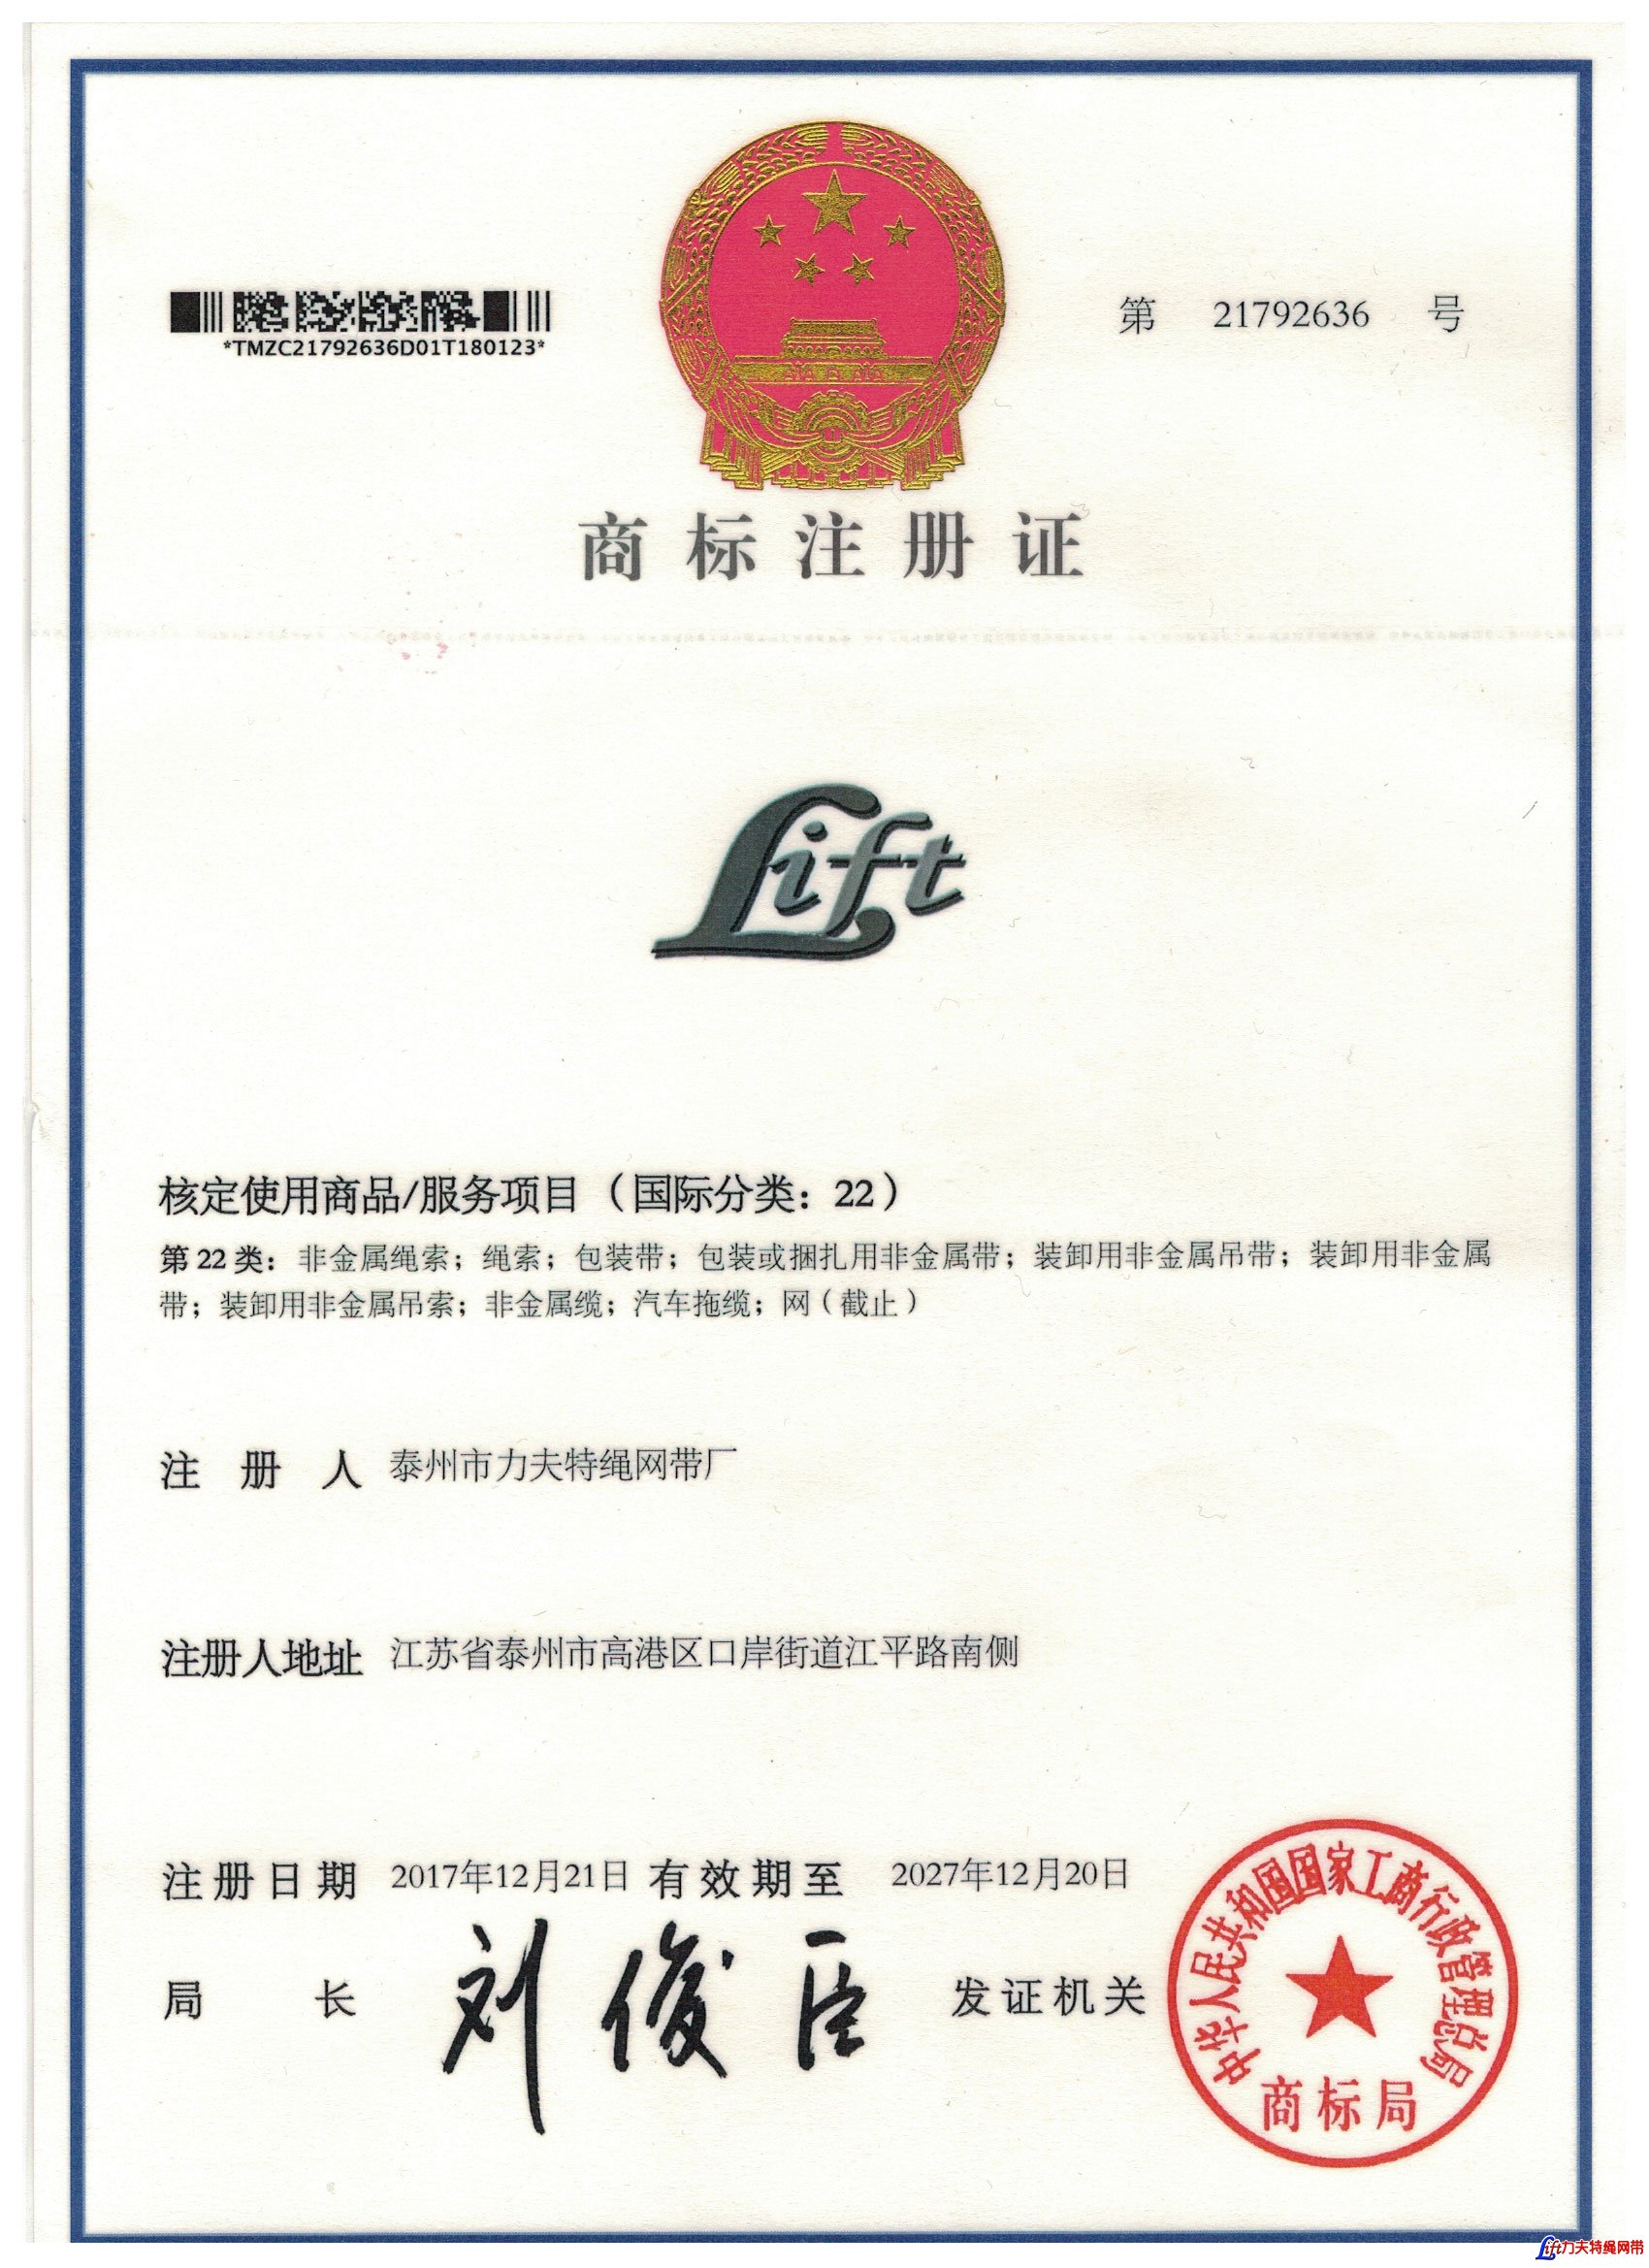 *TMZC21792636D01T180123*
第 21792636 号
商标注册证
Lift
核定使用商品/服务项目（国际分类：22）
第 22 类：非金属绳索；绳索；包装带；包装或捆扎用非金属带；装卸用非金属吊带；装卸用非金属
带；装卸用非金属吊索；非金属缆；汽车拖缆；网（截止）
注册人 泰州市力夫特绳网带厂
注册人地址 江苏省泰州市高港区口岸街道江平路南侧
注册日期 2017年12月21日 有效期至 2027年12月20日
局长 刘俊臣 发证机关
中华人民共和国国家工商行政管理总局
商标局
Lift力夫特绳网带